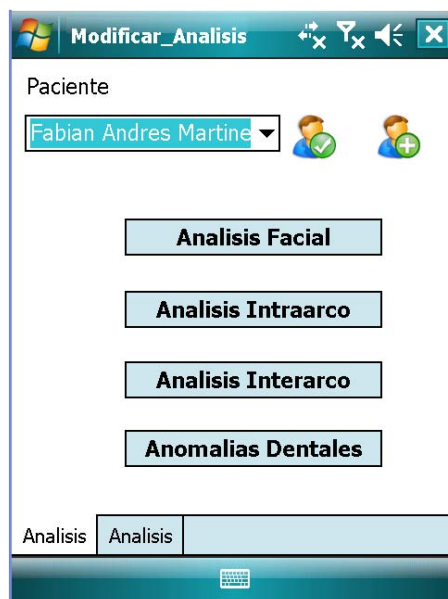 Modificar_Analisis
Paciente
Fabian Andres Martine
Analisis Facial
Analisis Intraarco
Analisis Interarco
Anomalias Dentales
Analisis Analisis